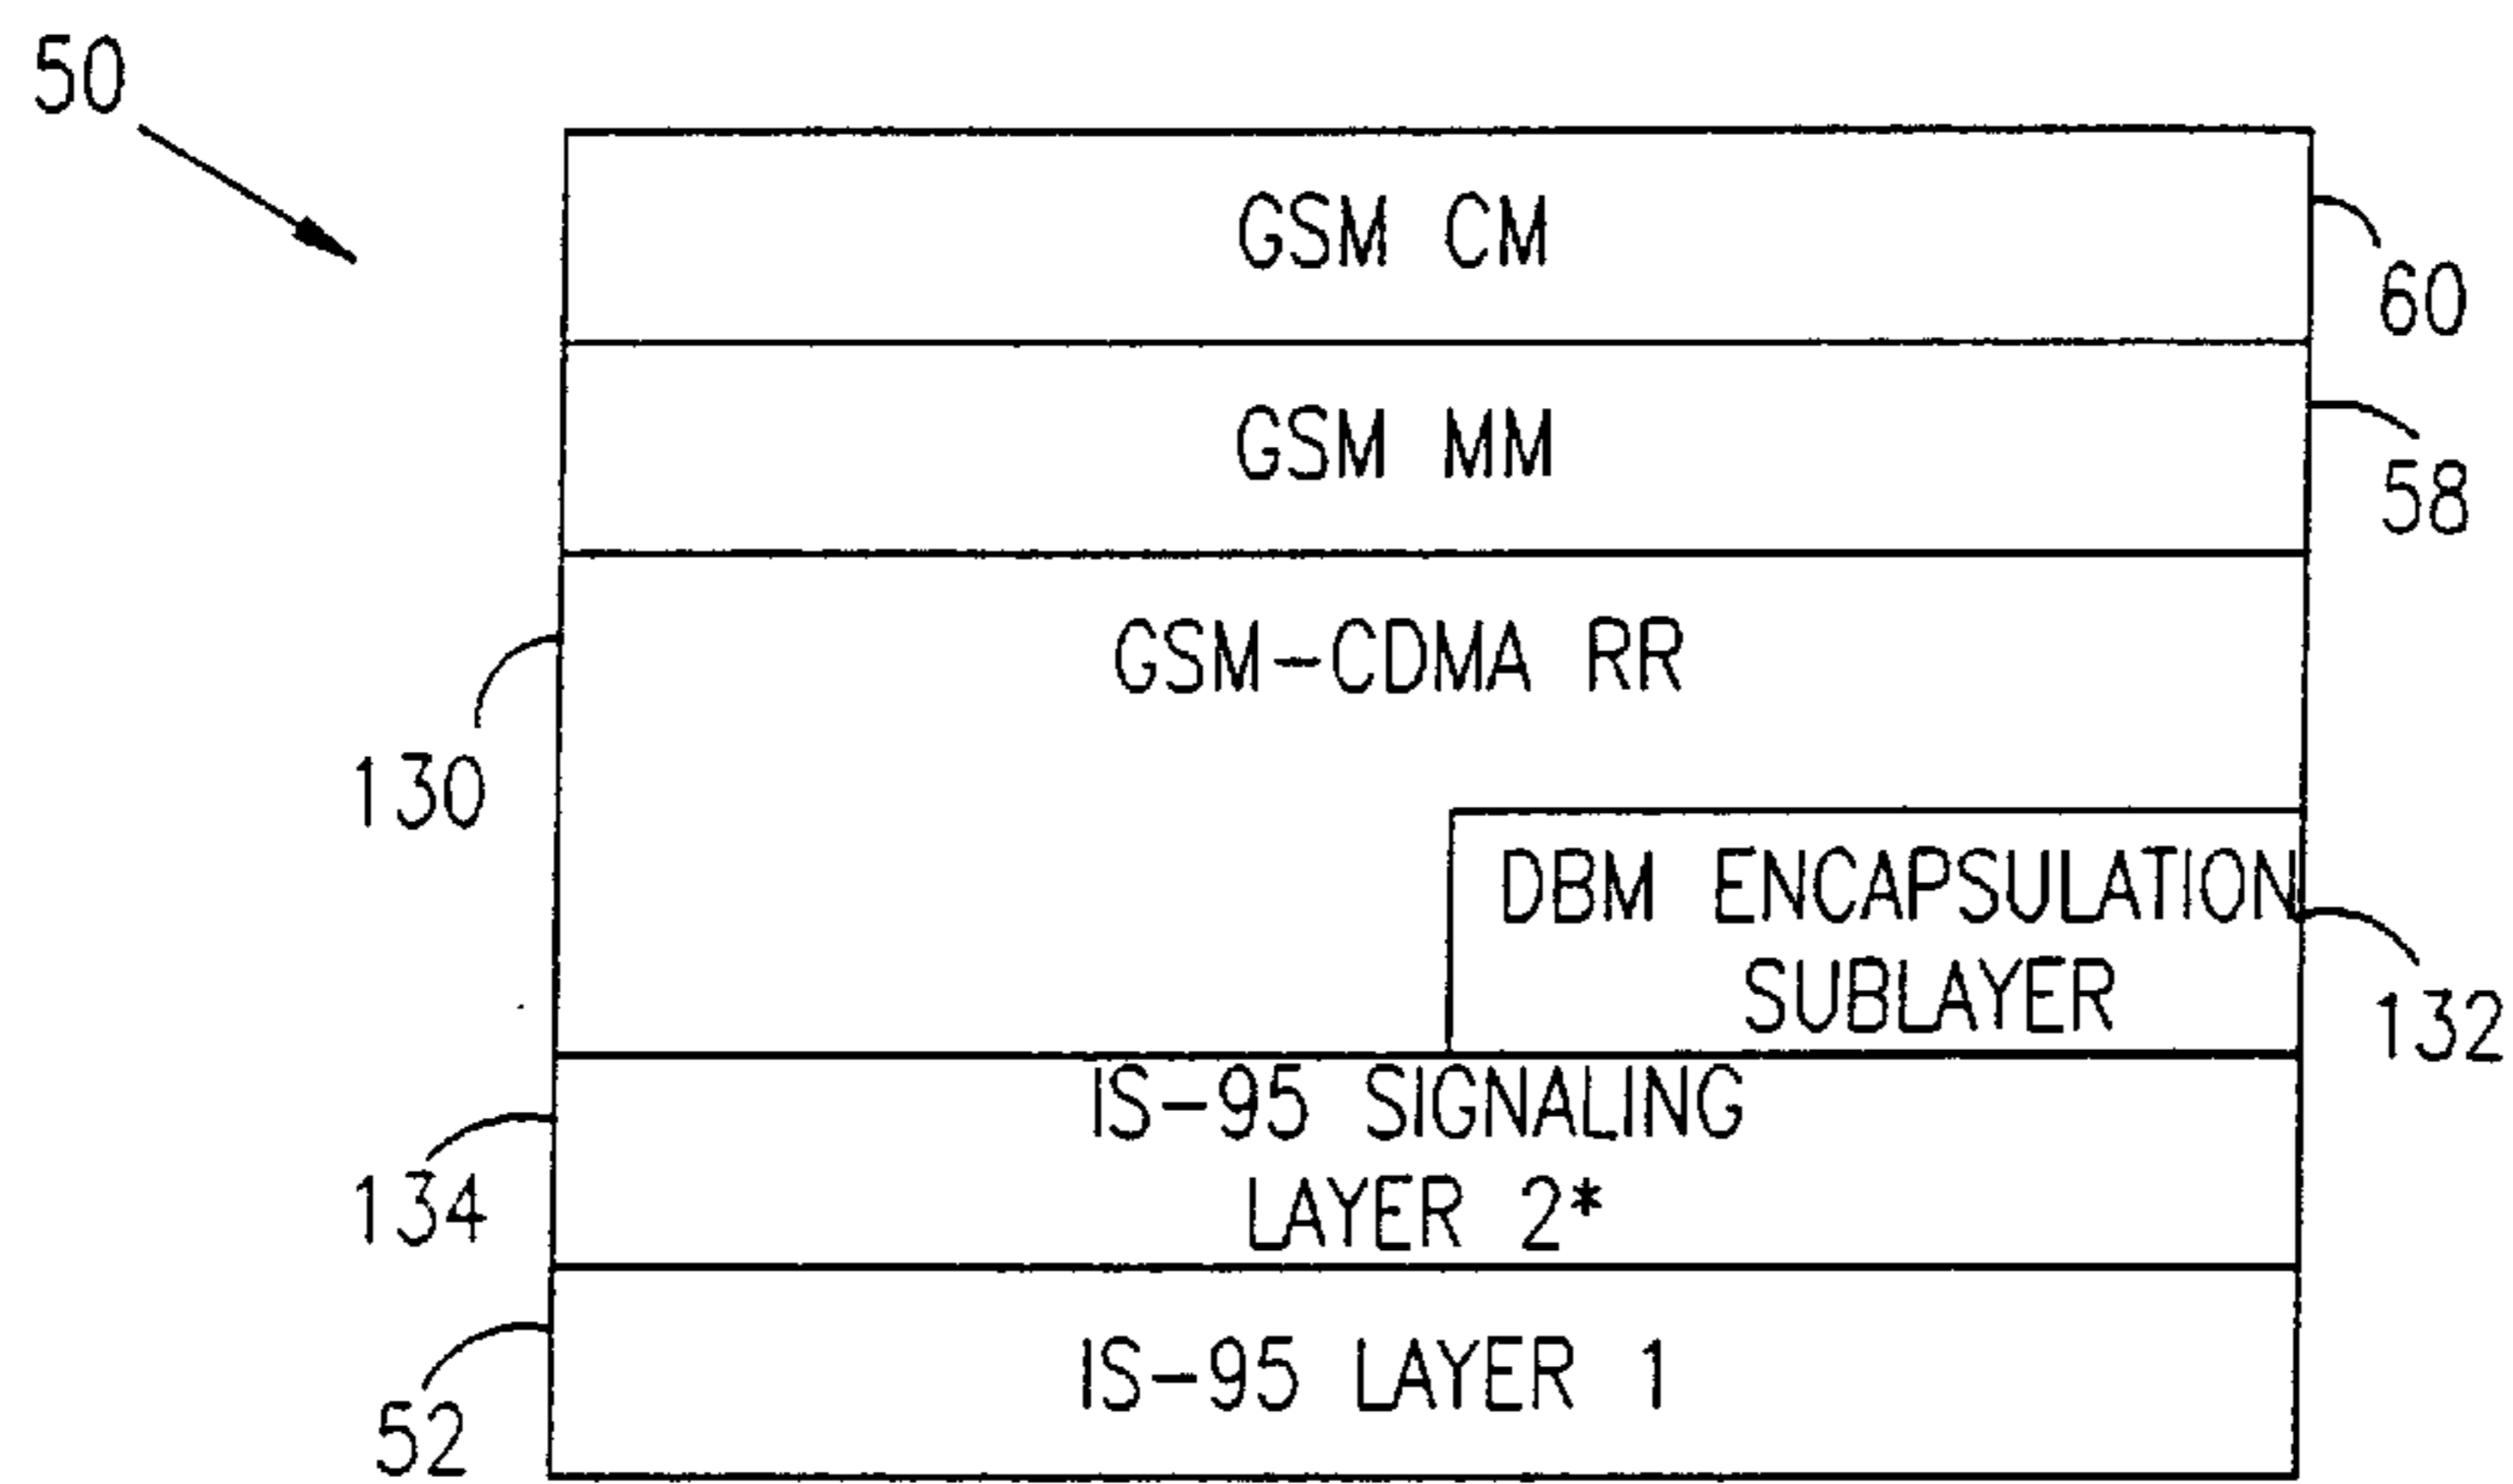 50
GSM CM
60
GSM MM
58
GSM-CDMA RR
130
DBM ENCAPSULATION
SUBLAYER
132
IS-95 SIGNALING
LAYER 2*
134
IS-95 LAYER 1
52